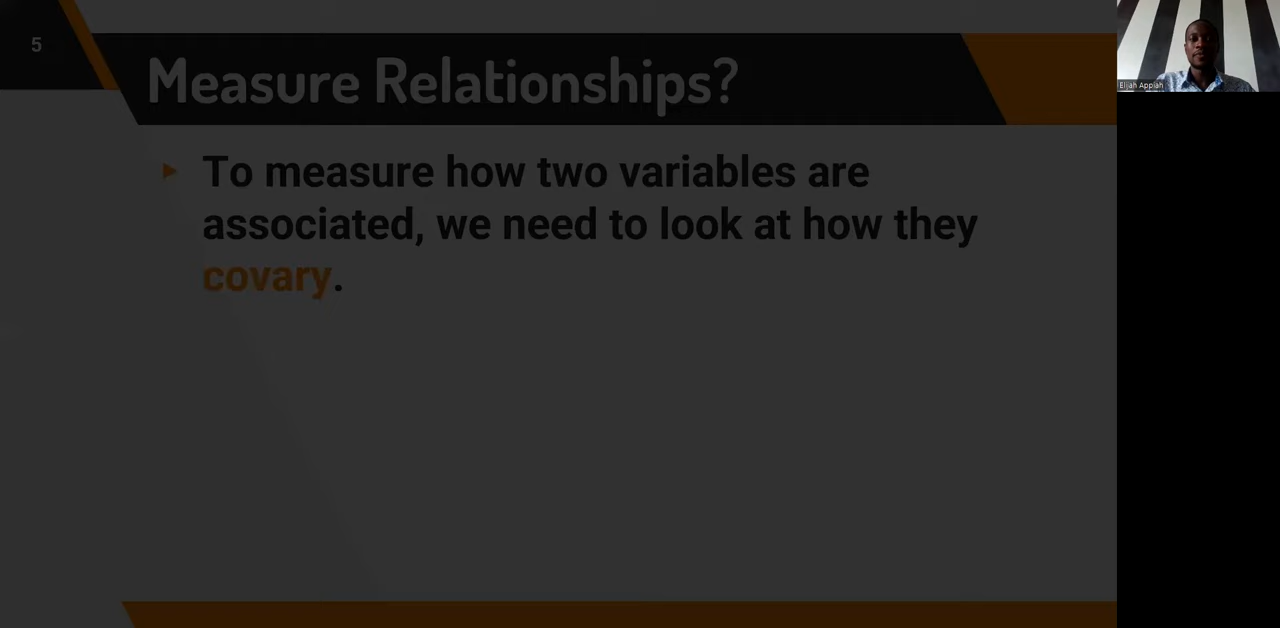 5
Measure Relationships?
To measure how two variables are
associated, we need to look at how they
covary.
Elijah Appiah